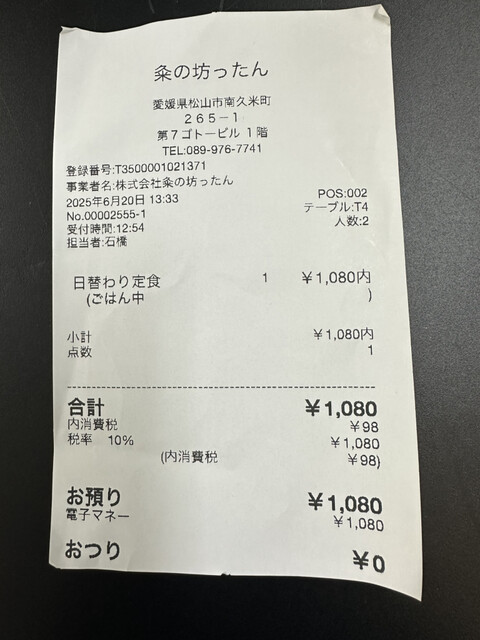 粂の坊ったん
愛媛県松山市南久米町
265-1
第7ゴトービル1階
TEL:089-976-7741
登録番号:T3500001021371
事業者名:株式会社粂の坊ったん
2025年6月20日 13:33 POS:002
No.00002555-1 テーブル:T4
受付時間:12:54 人数:2
担当者:石橋
日替わり定食 1 ¥1,080内
(ごはん中 )
小計 ¥1,080内
点数 1
合計 ¥1,080
内消費税 ¥98
税率 10% ¥1,080
(内消費税 ¥98)
お預り ¥1,080
電子マネー ¥1,080
おつり ¥0